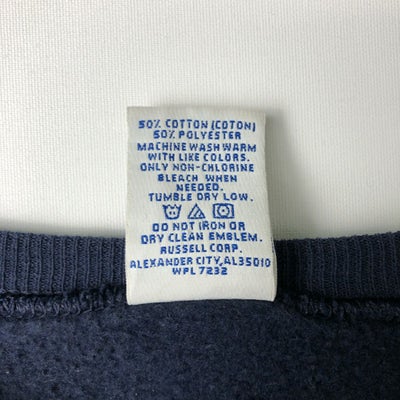 50% COTTON (COTON)
50% POLYESTER
MACHINE WASH WARM
WITH LIKE COLORS.
ONLY NON-CHLORINE
BLEACH WHEN
NEEDED.
TUMBLE DRY LOW.
DO NOT IRON OR
DRY CLEAN EMBLEM.
RUSSELL CORP.
ALEXANDER CITY,AL35010
WPL 7232